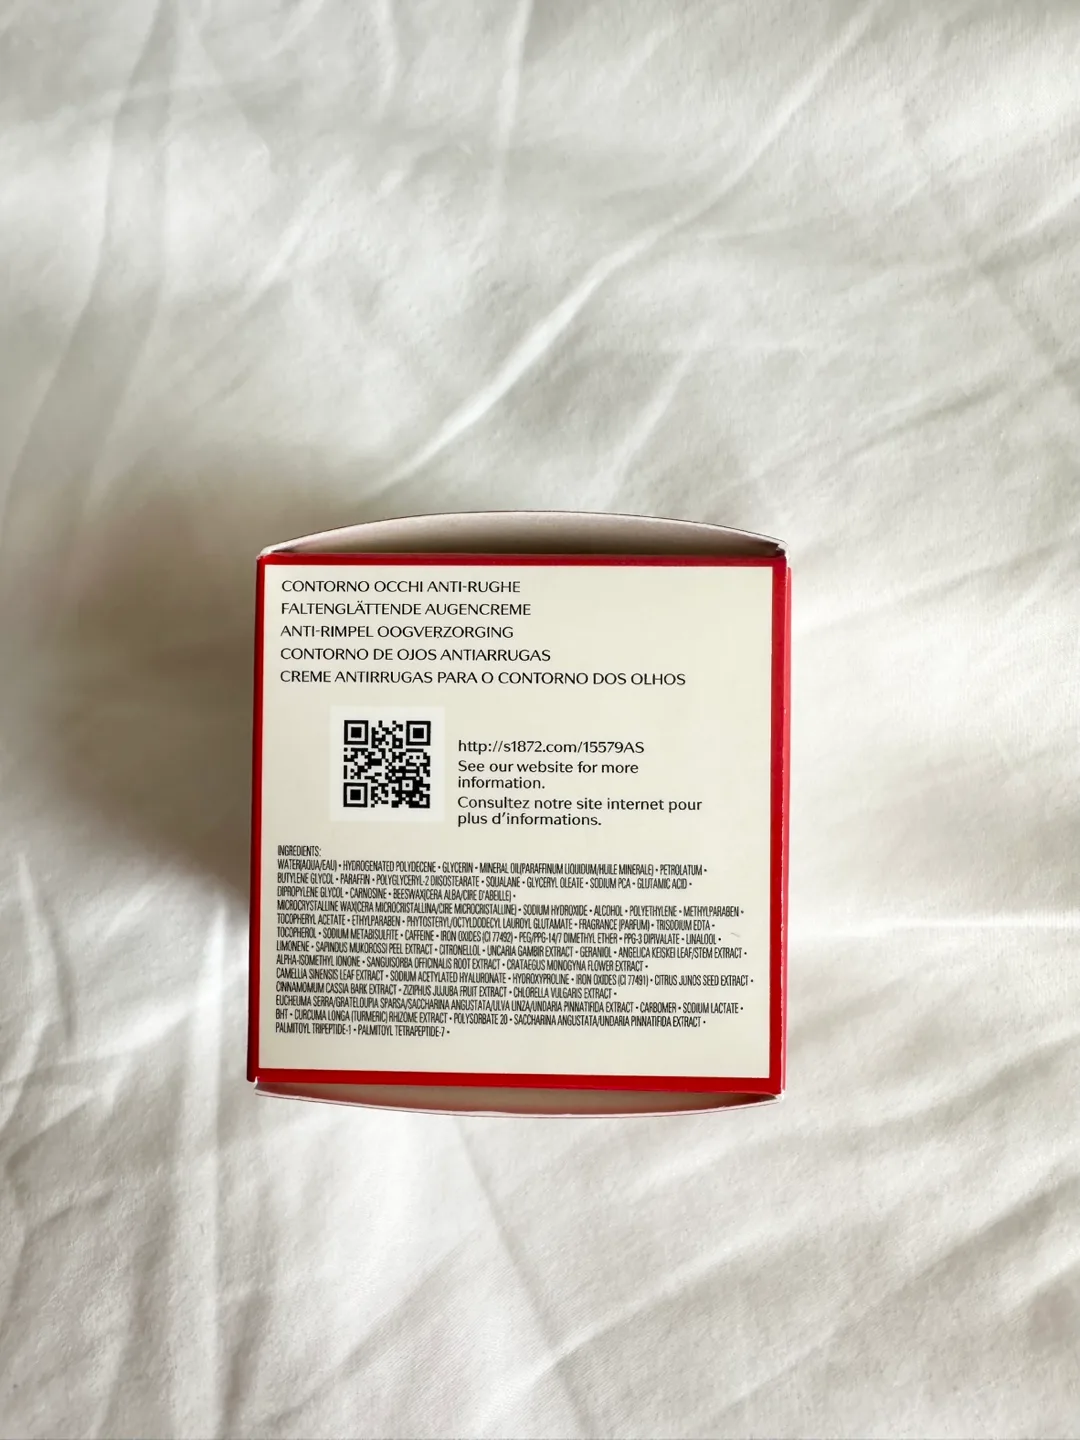 CONTORNO OCCHI ANTI-RUGHE
FALTENGLÄTTENDE AUGENCREME
ANTI-RIMPEL OOGVERZORGING
CONTORNO DE OJOS ANTIARRUGAS
CREME ANTIRRUGAS PARA O CONTORNO DOS OLHOS
http://s1872.com/15579AS
See our website for more
information.
Consultez notre site internet pour
plus d'informations.
INGREDIENTS:
WATER(AQUA/EAU) • HYDROGENATED POLYDECENE • GLYCERIN • MINERAL OIL(PARAFFINUM LIQUIDUM/HUILE MINERALE) • PETROLATUM •
BUTYLENE GLYCOL • PARAFFIN • POLYGLYCERYL-2 DIISOSTEARATE • SQUALANE • GLYCERYL OLEATE • SODIUM PCA • GLUTAMIC ACID •
DIPROPYLENE GLYCOL • CARNOSINE • BEESWAX(CERA ALBA/CIRE D'ABEILLE) •
MICROCRYSTALLINE WAX(CERA MICROCRISTALLINA/CIRE MICROCRISTALLINE) • SODIUM HYDROXIDE • ALCOHOL • POLYETHYLENE • METHYLPARABEN •
TOCOPHERYL ACETATE • ETHYLPARABEN • PHYTOSTERYL/OCTYLDODECYL LAUROYL GLUTAMATE • FRAGRANCE (PARFUM) • TRISODIUM EDTA •
TOCOPHEROL • SODIUM METABISULFITE • CAFFEINE • IRON OXIDES (CI 77492) • PEG/PPG-14/7 DIMETHYL ETHER • PPG-3 DIPIVALATE • LINALOOL •
LIMONENE • SAPINDUS MUKOROSSI PEEL EXTRACT • CITRONELLOL • UNCARIA GAMBIR EXTRACT • GERANIOL • ANGELICA KEISKEI LEAF/STEM EXTRACT •
ALPHA-ISOMETHYL IONONE • SANGUISORBA OFFICINALIS ROOT EXTRACT • CRATAEGUS MONOGYNA FLOWER EXTRACT •
CAMELLIA SINENSIS LEAF EXTRACT • SODIUM ACETYLATED HYALURONATE • HYDROXYPROLINE • IRON OXIDES (CI 77491) • CITRUS JUNOS SEED EXTRACT •
CINNAMOMUM CASSIA BARK EXTRACT • ZIZIPHUS JUJUBA FRUIT EXTRACT • CHLORELLA VULGARIS EXTRACT •
EUCHEUMA SERRA/GRATELOUPIA SPARSA/SACCHARINA ANGUSTATA/ULVA LINZA/UNDARIA PINNATIFIDA EXTRACT • CARBOMER • SODIUM LACTATE •
BHT • CURCUMA LONGA (TURMERIC) RHIZOME EXTRACT • POLYSORBATE 20 • SACCHARINA ANGUSTATA/UNDARIA PINNATIFIDA EXTRACT •
PALMITOYL TRIPEPTIDE-1 • PALMITOYL TETRAPEPTIDE-7 •